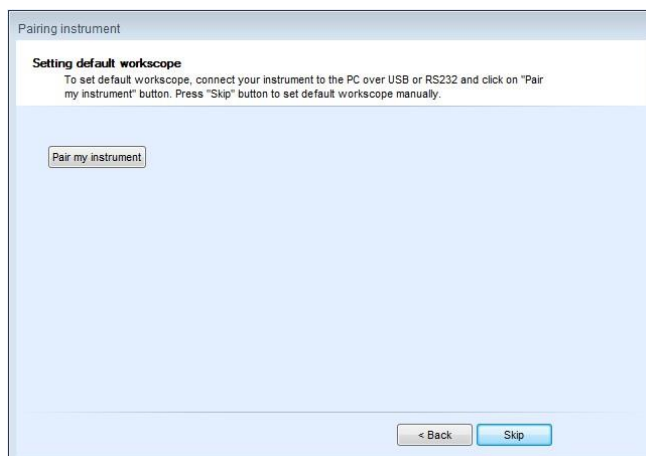 Pairing instrument
Setting default workscope
To set default workscope, connect your instrument to the PC over USB or RS232 and click on "Pair
my instrument" button. Press "Skip" button to set default workscope manually.
Pair my instrument
< Back
Skip